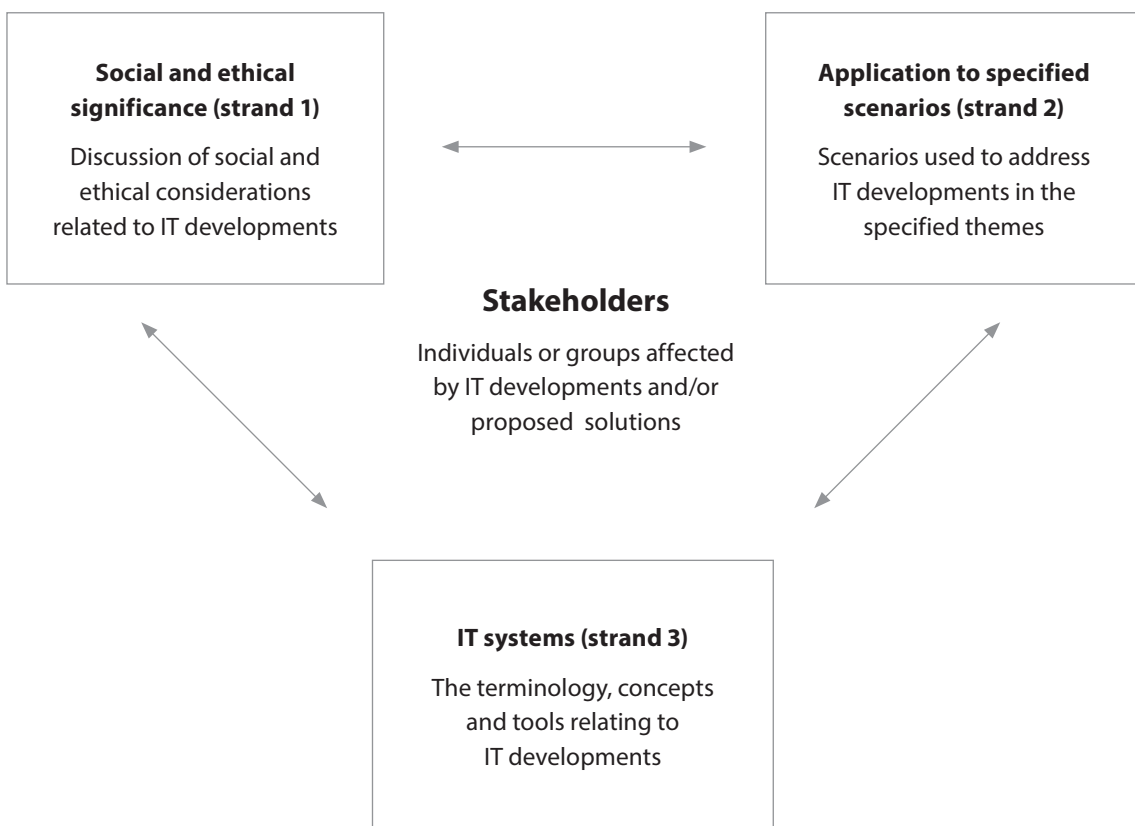 Social and ethical
significance (strand 1)
Discussion of social and
ethical considerations
related to IT developments
Application to specified
scenarios (strand 2)
Scenarios used to address
IT developments in the
specified themes
Stakeholders
Individuals or groups affected
by IT developments and/or
proposed solutions
IT systems (strand 3)
The terminology, concepts
and tools relating to
IT developments